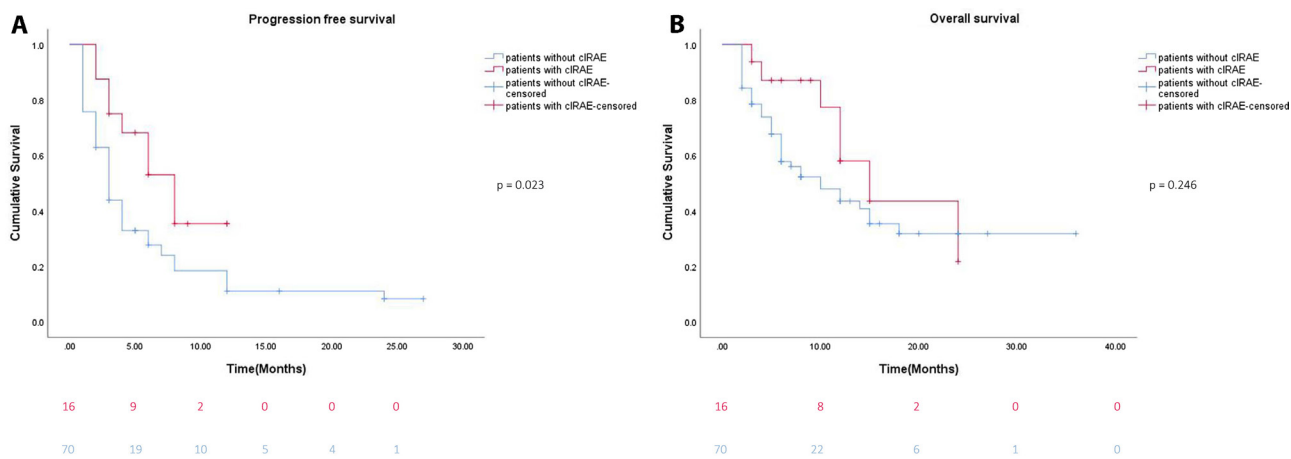 A
Progression free survival
1.0
0.8
0.6
0.4
0.2
0.0
Cumulative Survival
.00 5.00 10.00 15.00 20.00 25.00 30.00
Time(Months)
patients without cIRAE
patients with cIRAE
patients without cIRAE-
censored
patients with cIRAE-censored
p = 0.023
16 9 2 0 0 0
70 19 10 5 4 1
B
Overall survival
1.0
0.8
0.6
0.4
0.2
0.0
Cumulative Survival
.00 10.00 20.00 30.00 40.00
Time(Months)
patients without cIRAE
patients with cIRAE
patients without cIRAE-
censored
patients with cIRAE-censored
p = 0.246
16 8 2 0 0
70 22 6 1 0